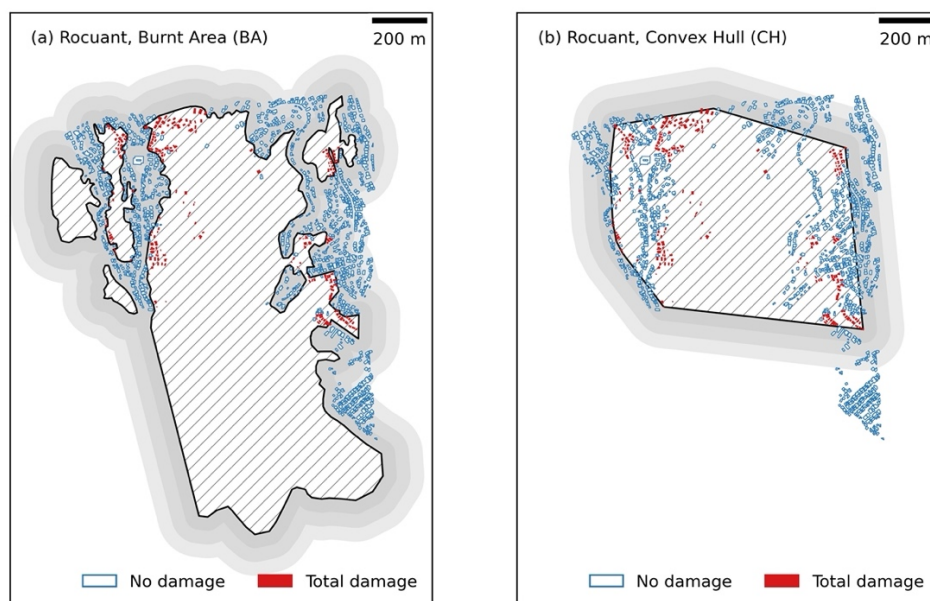 (a) Rocuant, Burnt Area (BA)
200 m
No damage
Total damage
(b) Rocuant, Convex Hull (CH)
200 m
No damage
Total damage